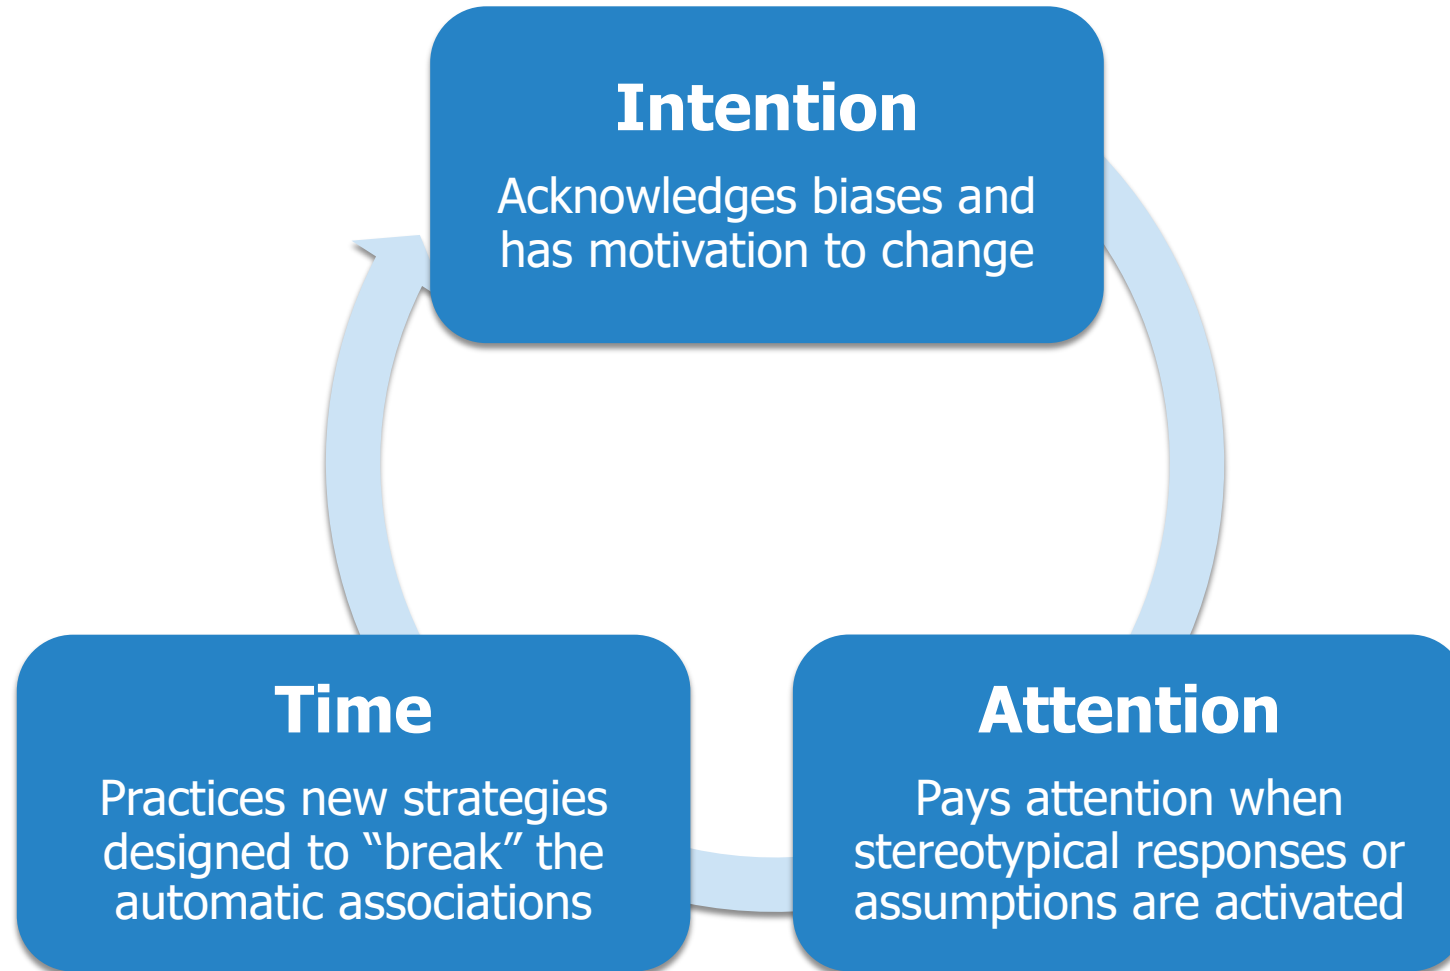 Intention
Acknowledges biases and
has motivation to change
Time
Practices new strategies
designed to “break” the
automatic associations
Attention
Pays attention when
stereotypical responses or
assumptions are activated